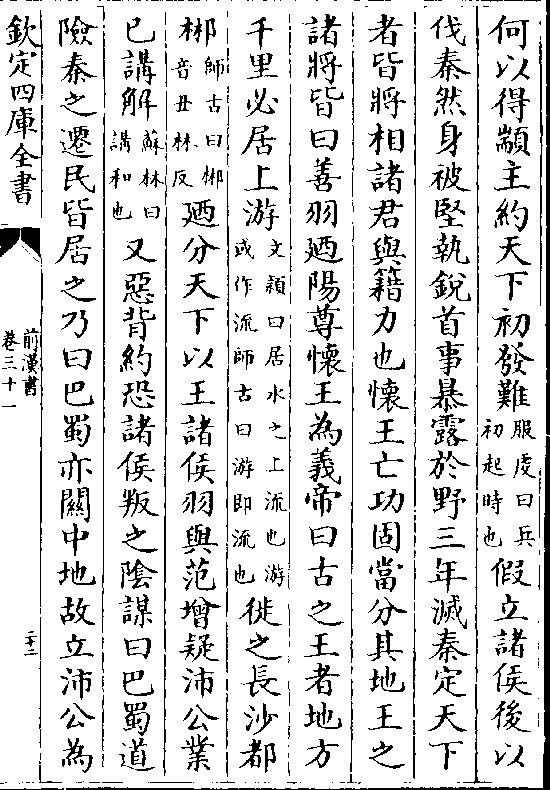 何以得顓主約天下初發難服䖍曰兵初起時也假立諸侯後以
伐秦然身被堅執銳首事暴露於野三年滅秦定天下
者皆將相諸君與籍力也懷王亡功固當分其地王之
諸將皆曰善羽廼陽尊懷王為義帝曰古之王者地方
千里必居上游文穎曰居水之上流也游或作流師古曰游即流也徙之長沙都
郴師古曰郴音丑林反廼分天下以王諸侯羽與范增疑沛公業
已講解蘇林曰講和也又惡背約恐諸侯叛之陰謀曰巴蜀道
險秦之遷民皆居之乃曰巴蜀亦關中地故立沛公為
欽定四庫全書
前漢書
卷三十一
二十二